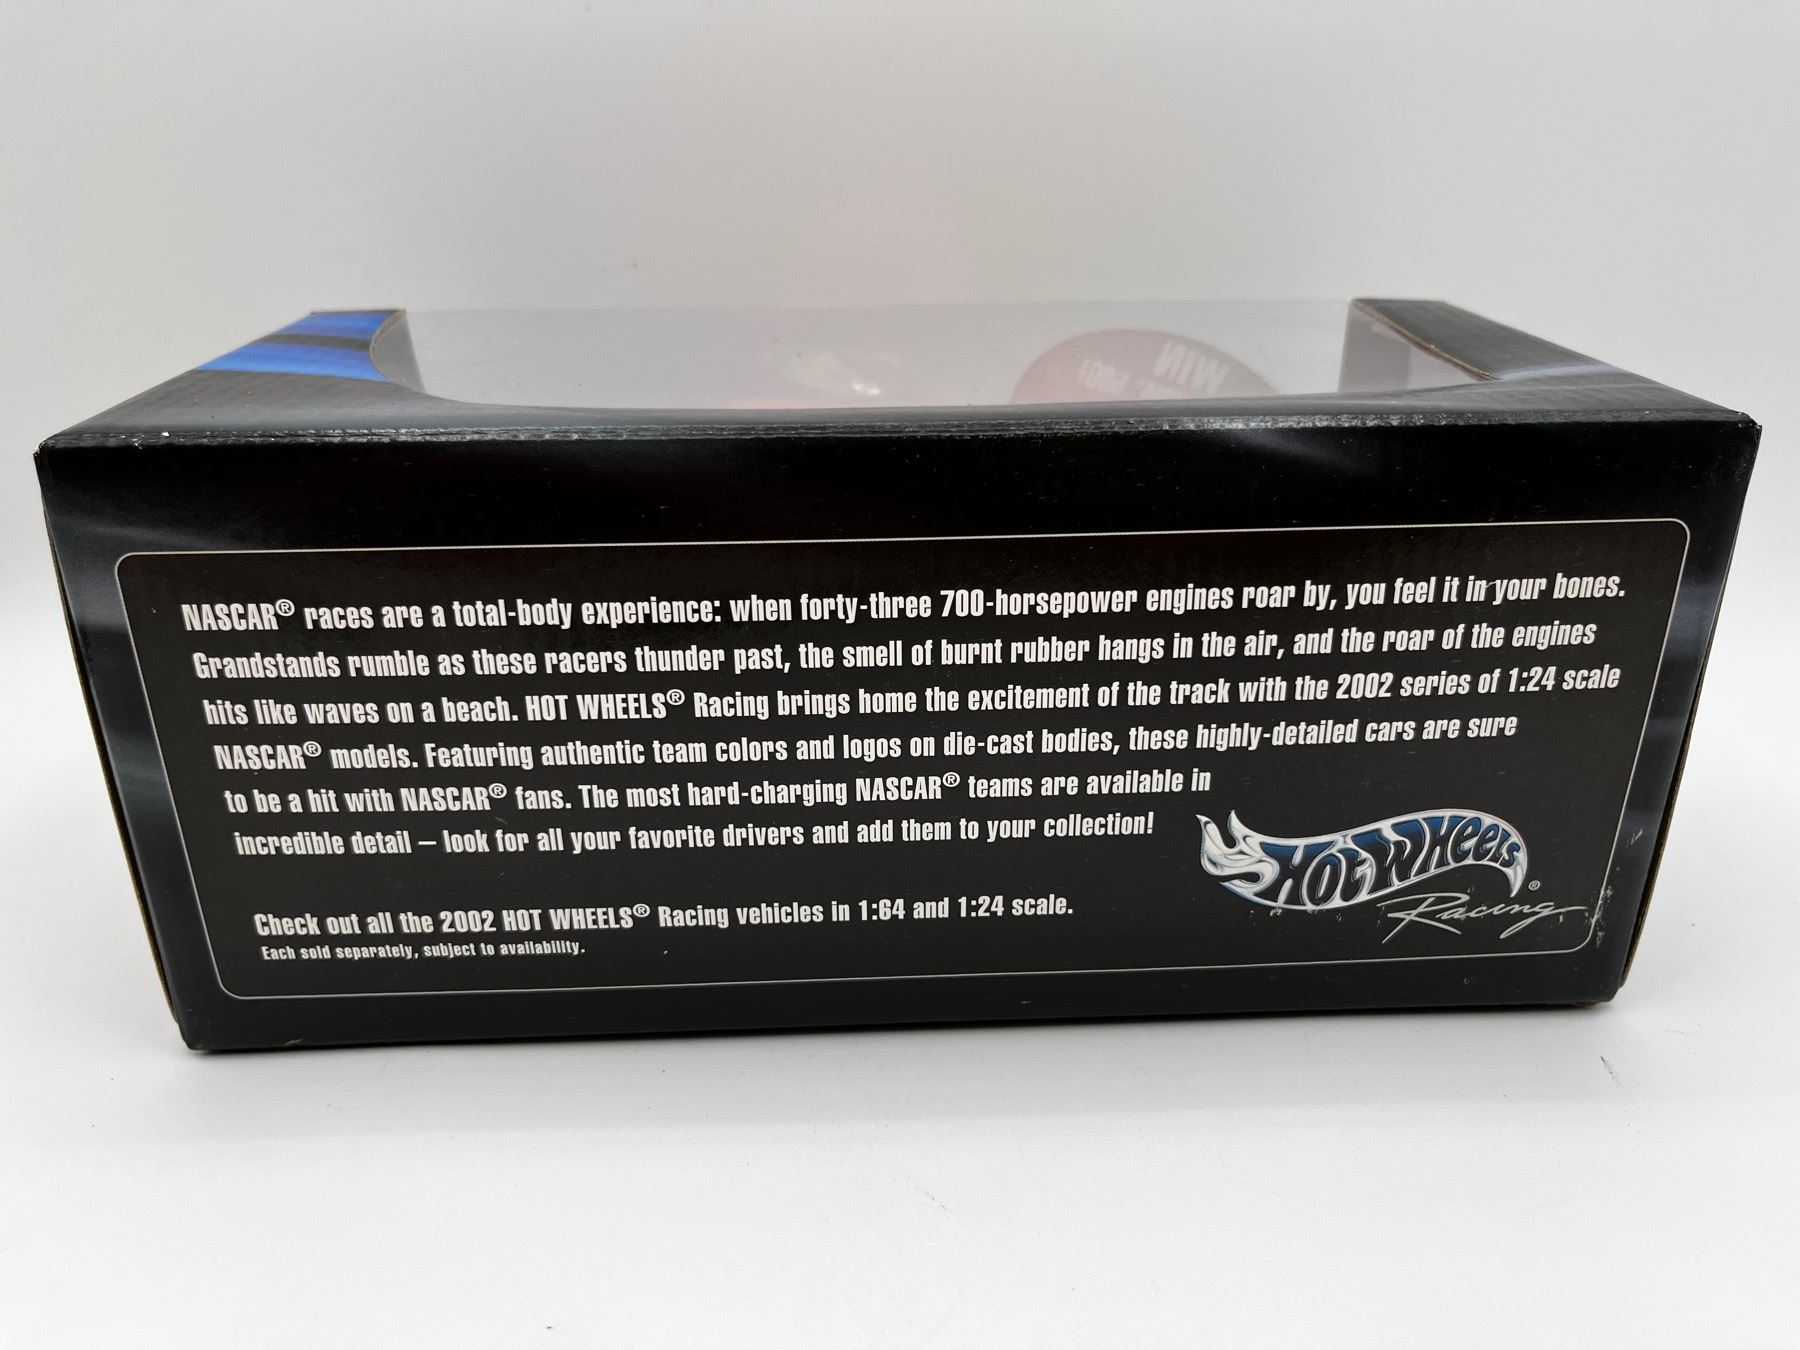 WIN
NASCAR® races are a total-body experience: when forty-three 700-horsepower engines roar by, you feel it in your bones.
Grandstands rumble as these racers thunder past, the smell of burnt rubber hangs in the air, and the roar of the engines
hits like waves on a beach. HOT WHEELS® Racing brings home the excitement of the track with the 2002 series of 1:24 scale
NASCAR® models. Featuring authentic team colors and logos on die-cast bodies, these highly-detailed cars are sure
to be a hit with NASCAR® fans. The most hard-charging NASCAR® teams are available in
incredible detail – look for all your favorite drivers and add them to your collection!
HOT WHEELS®
Racing
Check out all the 2002 HOT WHEELS® Racing vehicles in 1:64 and 1:24 scale.
Each sold separately, subject to availability.